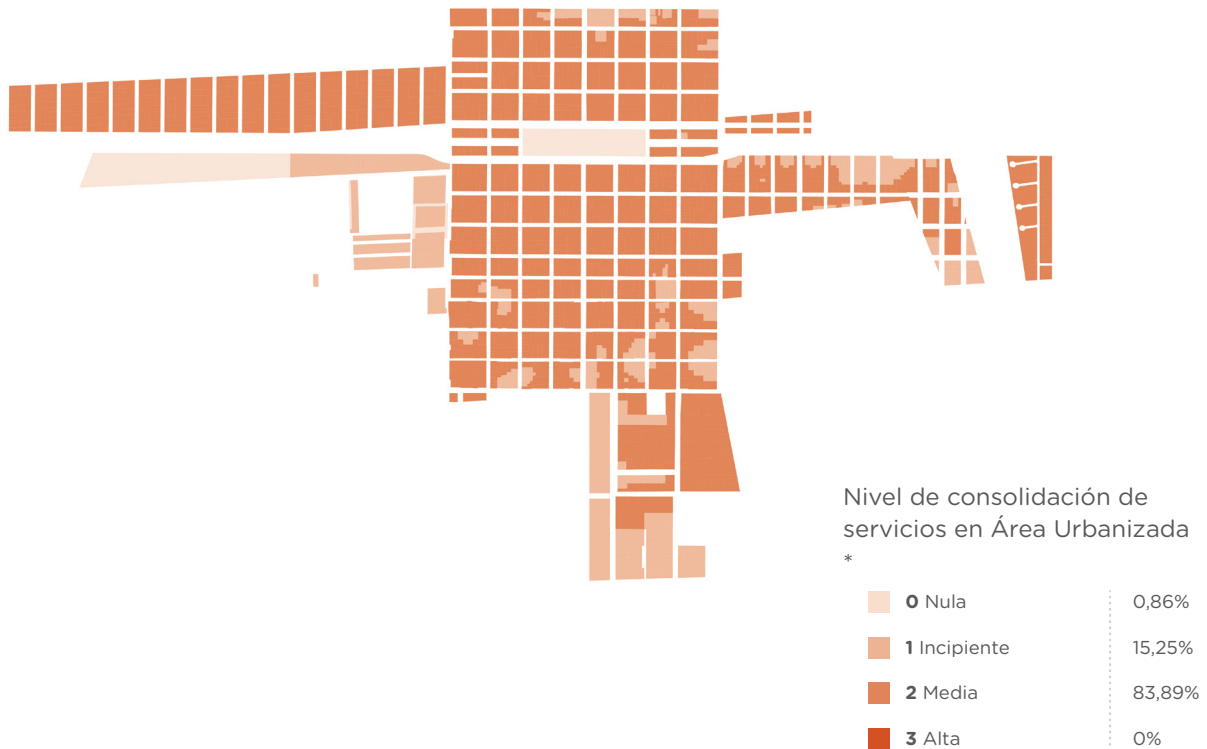 Nivel de consolidación de
servicios en Área Urbanizada
*
0 Nula 0,86%
1 Incipiente 15,25%
2 Media 83,89%
3 Alta 0%